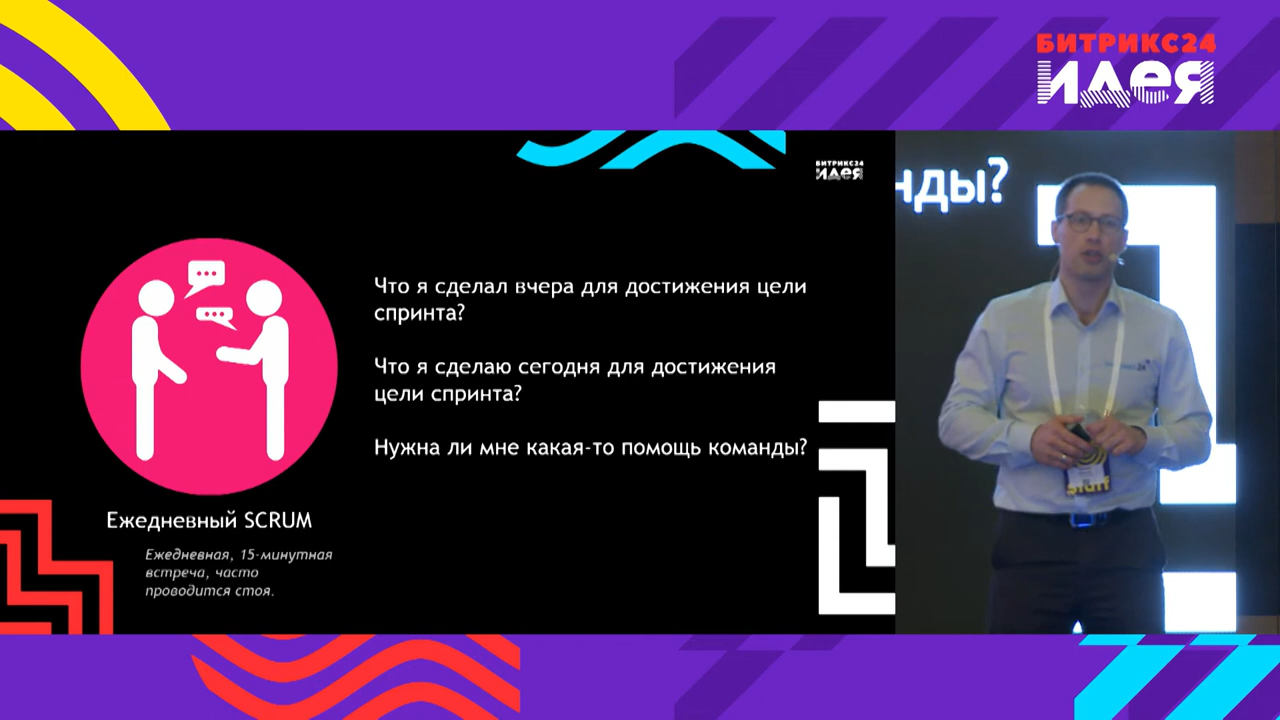 БИТРИКС24
идея
БИТРИКС24
идея
Что я сделал вчера для достижения цели
спринта?
Что я сделаю сегодня для достижения
цели спринта?
Нужна ли мне какая-то помощь команды?
Ежедневный SCRUM
Ежедневная, 15-минутная
встреча, часто
проводится стоя.
нды?
staff